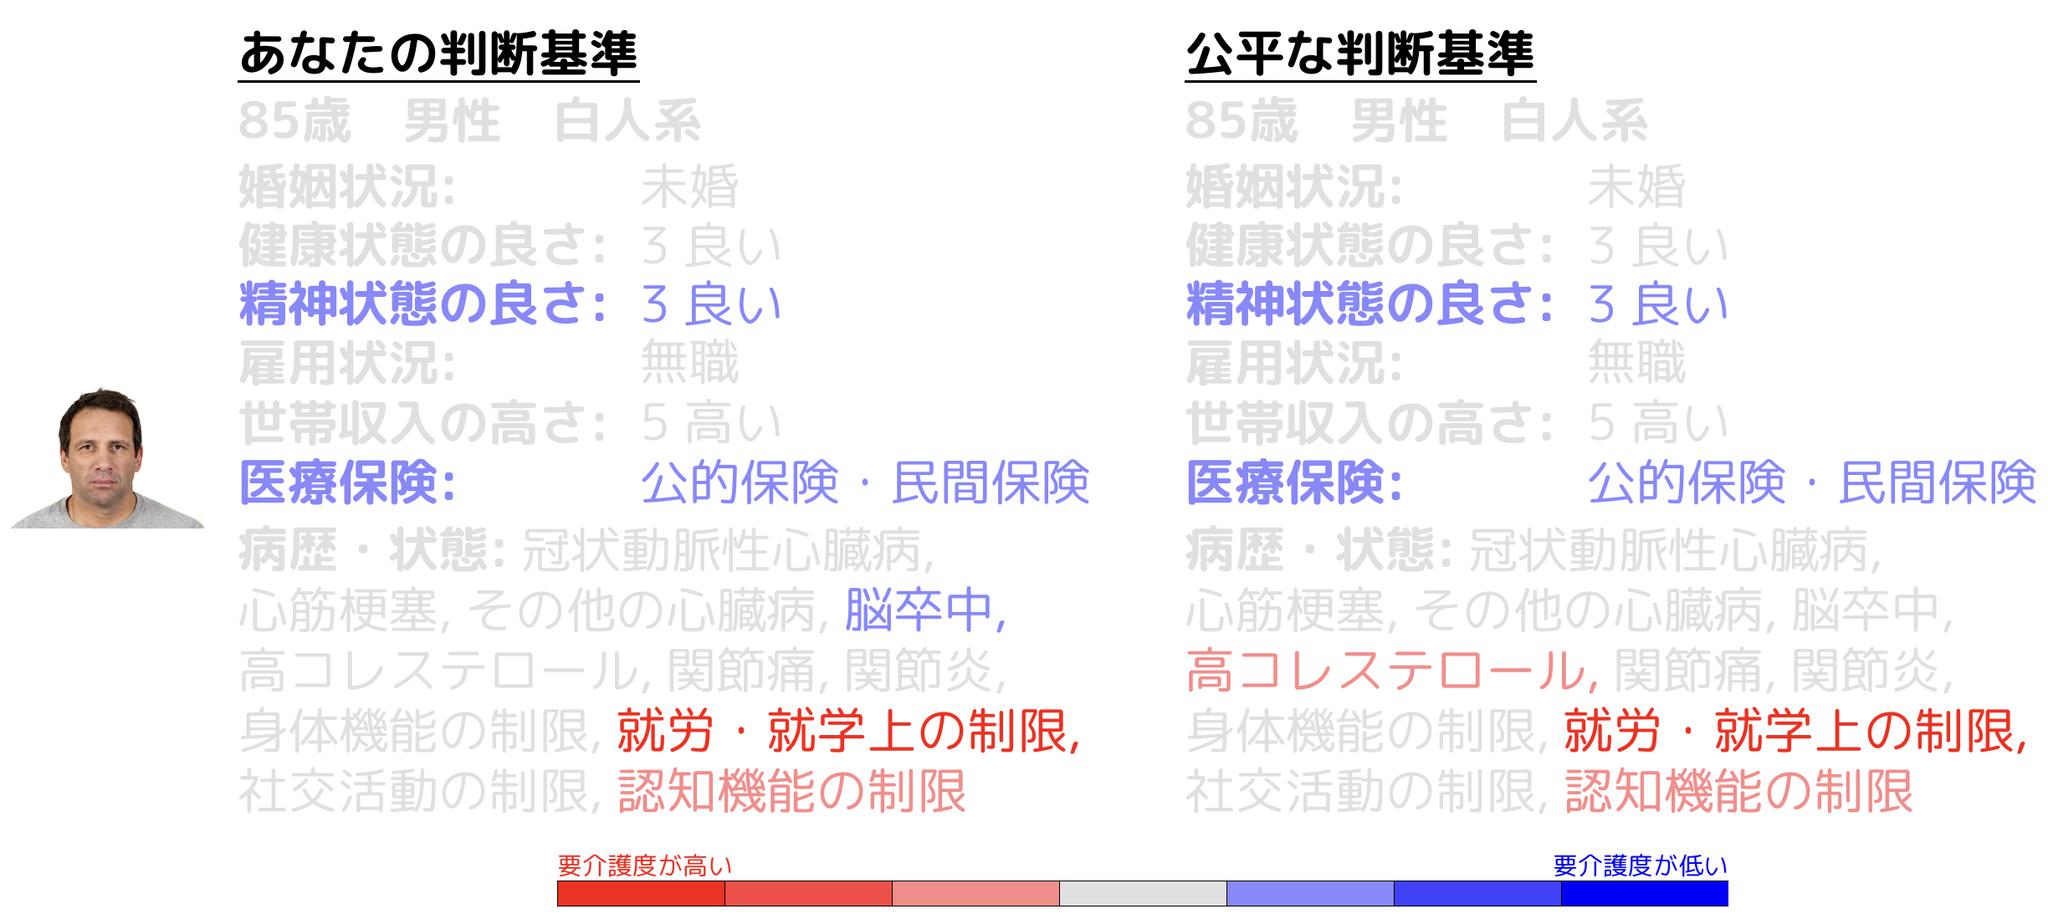 あなたの判断基準
85歳　男性　白人系
婚姻状況: 未婚
健康状態の良さ: 3 良い
精神状態の良さ: 3 良い
雇用状況: 無職
世帯収入の高さ: 5 高い
医療保険: 公的保険・民間保険
病歴・状態: 冠状動脈性心臓病,
心筋梗塞, その他の心臓病, 脳卒中,
高コレステロール, 関節痛, 関節炎,
身体機能の制限, 就労・就学上の制限,
社交活動の制限, 認知機能の制限
公平な判断基準
85歳　男性　白人系
婚姻状況: 未婚
健康状態の良さ: 3 良い
精神状態の良さ: 3 良い
雇用状況: 無職
世帯収入の高さ: 5 高い
医療保険: 公的保険・民間保険
病歴・状態: 冠状動脈性心臓病,
心筋梗塞, その他の心臓病, 脳卒中,
高コレステロール, 関節痛, 関節炎,
身体機能の制限, 就労・就学上の制限,
社交活動の制限, 認知機能の制限
要介護度が高い
要介護度が低い